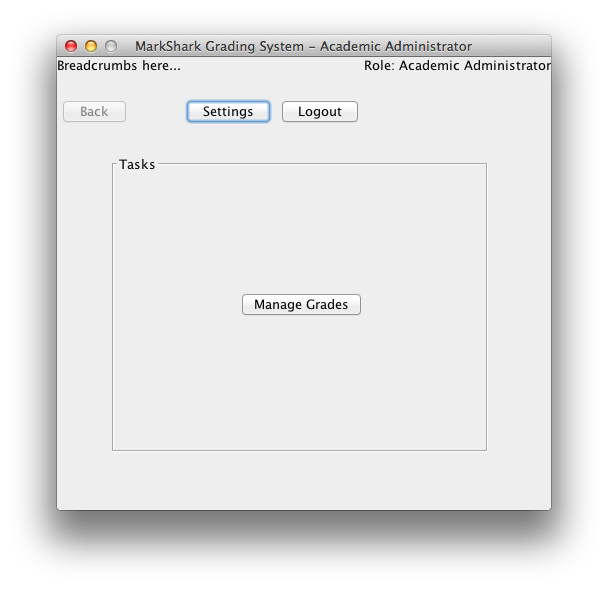 MarkShark Grading System – Academic Administrator
Breadcrumbs here... Role: Academic Administrator
Back Settings Logout
Tasks
Manage Grades